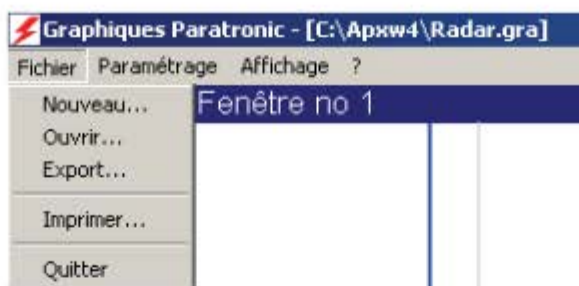 Graphiques Paratronic - [C:\Apxw4\Radar.gra]
Fichier Paramétrage Affichage ?
Nouveau...
Fenêtre no 1
Ouvrir...
Export...
Imprimer...
Quitter